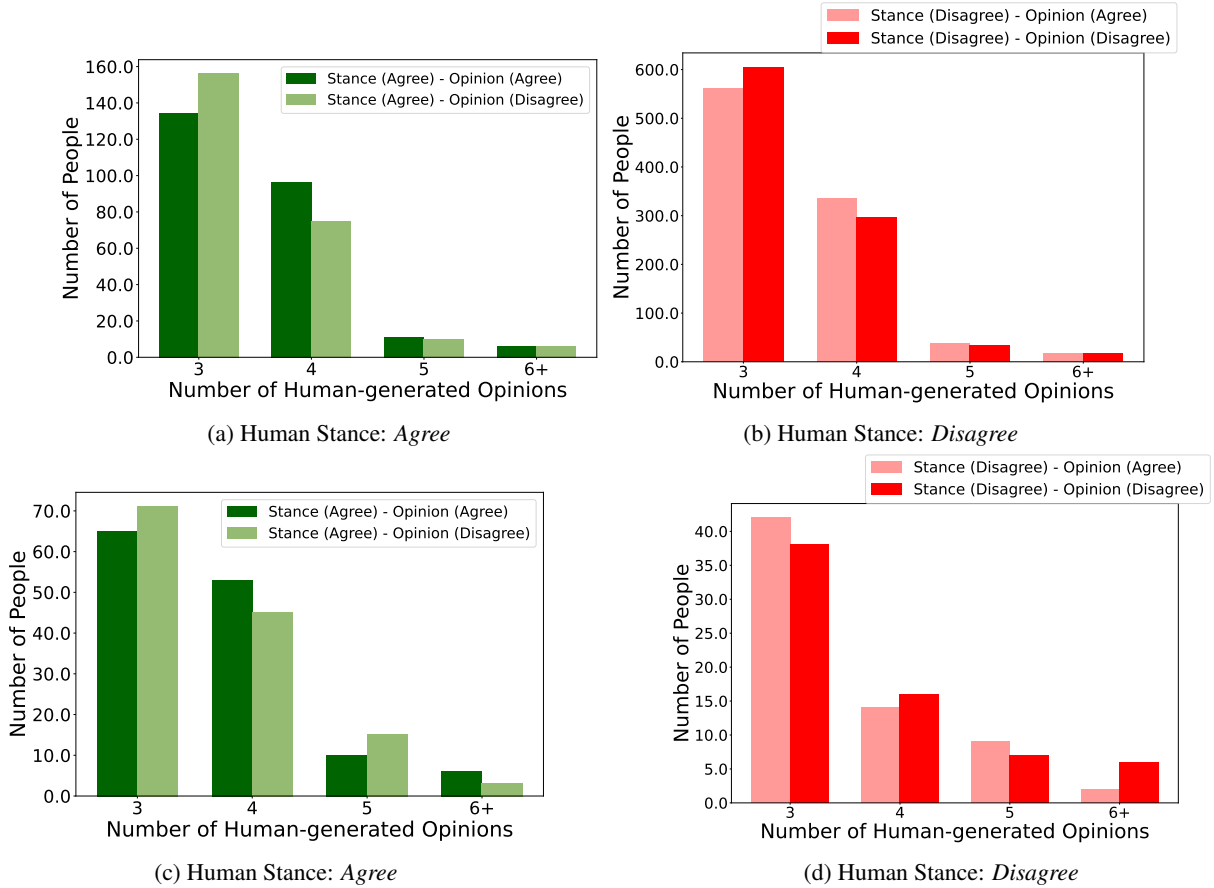 Stance (Agree) - Opinion (Agree)
Stance (Agree) - Opinion (Disagree)
160.0
140.0
120.0
100.0
80.0
60.0
40.0
20.0
0.0
Number of People
3 4 5 6+
Number of Human-generated Opinions
(a) Human Stance: Agree
Stance (Disagree) - Opinion (Agree)
Stance (Disagree) - Opinion (Disagree)
600.0
500.0
400.0
300.0
200.0
100.0
0.0
Number of People
3 4 5 6+
Number of Human-generated Opinions
(b) Human Stance: Disagree
Stance (Agree) - Opinion (Agree)
Stance (Agree) - Opinion (Disagree)
70.0
60.0
50.0
40.0
30.0
20.0
10.0
0.0
Number of People
3 4 5 6+
Number of Human-generated Opinions
(c) Human Stance: Agree
Stance (Disagree) - Opinion (Agree)
Stance (Disagree) - Opinion (Disagree)
40.0
35.0
30.0
25.0
20.0
15.0
10.0
5.0
0.0
Number of People
3 4 5 6+
Number of Human-generated Opinions
(d) Human Stance: Disagree